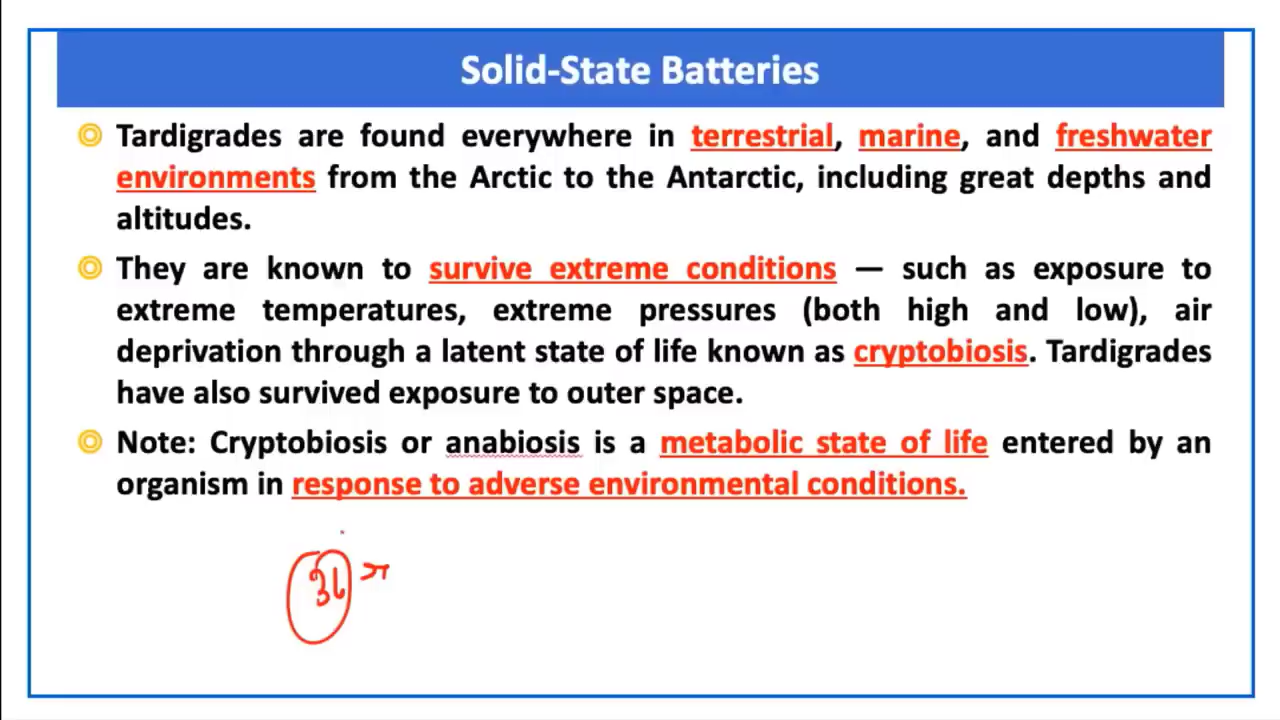 Solid-State Batteries
Tardigrades are found everywhere in terrestrial, marine, and freshwater
environments from the Arctic to the Antarctic, including great depths and
altitudes.
They are known to survive extreme conditions — such as exposure to
extreme temperatures, extreme pressures (both high and low), air
deprivation through a latent state of life known as cryptobiosis. Tardigrades
have also survived exposure to outer space.
Note: Cryptobiosis or anabiosis is a metabolic state of life entered by an
organism in response to adverse environmental conditions.